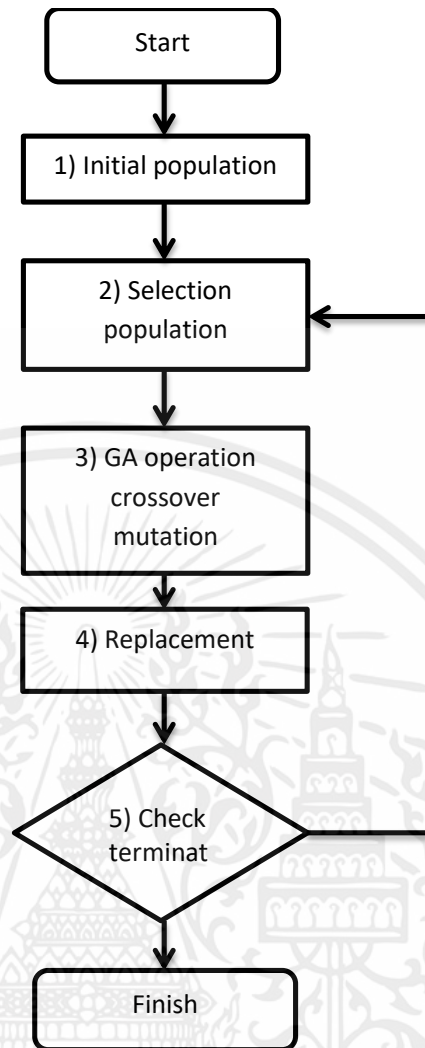 Start
1) Initial population
2) Selection
population
3) GA operation
crossover
mutation
4) Replacement
5) Check
terminat
Finish